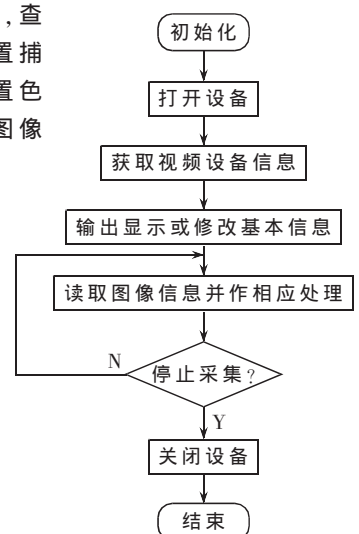 ,查
置捕
置色
图像
初始化
打开设备
获取视频设备信息
输出显示或修改基本信息
读取图像信息并作相应处理
N
停止采集?
Y
关闭设备
结束